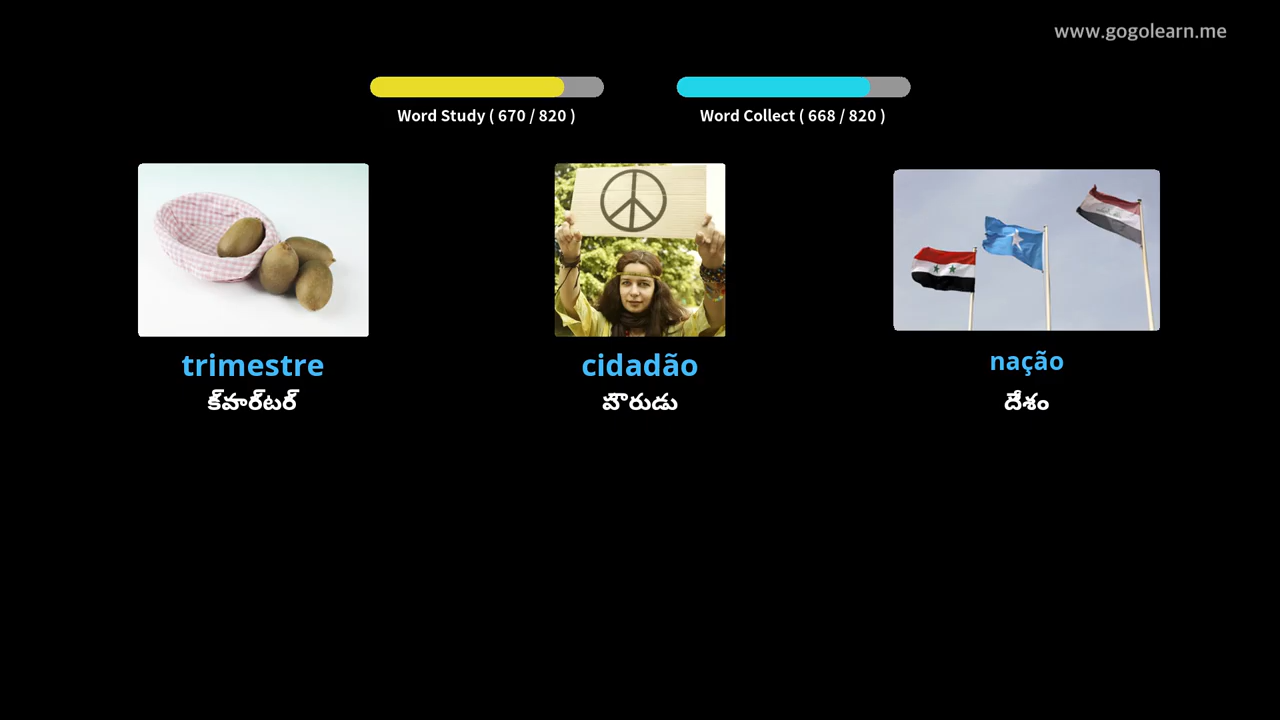 www.gogolearn.me
Word Study ( 670 / 820 )
Word Collect ( 668 / 820 )
trimestre
cidadão
nação
క్‌వార్‌టర్
పౌరుడు
దేశం